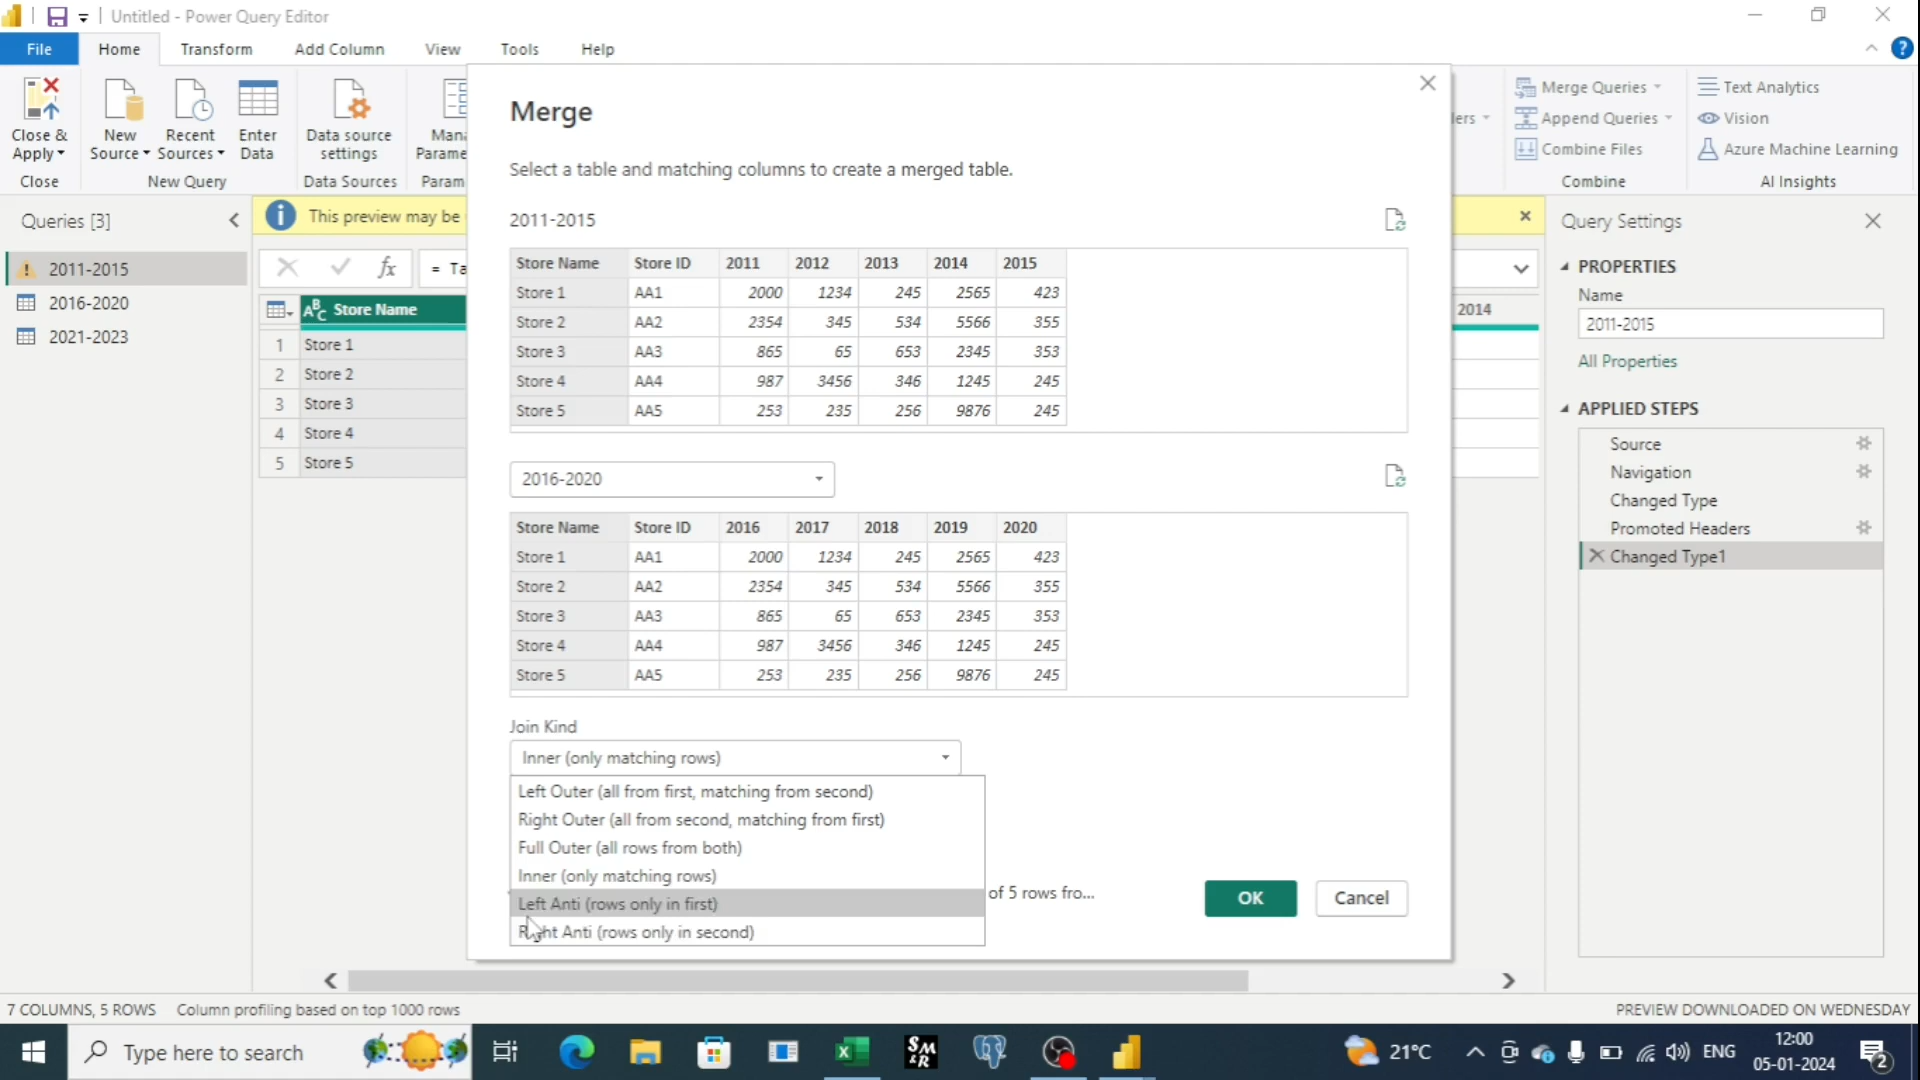 Untitled - Power Query Editor
File Home Transform Add Column View Tools Help
Close & Apply
New Source
Recent Sources
Enter Data
Data source settings
Close
New Query
Data Sources
Merge Queries
Append Queries
Combine Files
Combine
Text Analytics
Vision
Azure Machine Learning
AI Insights
Queries [3]
2011-2015
2016-2020
2021-2023
This preview may be
fx
ABC Store Name
1 Store 1
2 Store 2
3 Store 3
4 Store 4
5 Store 5
2014
Merge
Select a table and matching columns to create a merged table.
2011-2015
Store Name Store ID 2011 2012 2013 2014 2015
Store 1 AA1 2000 1234 245 2565 423
Store 2 AA2 2354 345 534 5566 355
Store 3 AA3 865 65 653 2345 353
Store 4 AA4 987 3456 346 1245 245
Store 5 AA5 253 235 256 9876 245
2016-2020
Store Name Store ID 2016 2017 2018 2019 2020
Store 1 AA1 2000 1234 245 2565 423
Store 2 AA2 2354 345 534 5566 355
Store 3 AA3 865 65 653 2345 353
Store 4 AA4 987 3456 346 1245 245
Store 5 AA5 253 235 256 9876 245
Join Kind
Inner (only matching rows)
Left Outer (all from first, matching from second)
Right Outer (all from second, matching from first)
Full Outer (all rows from both)
Inner (only matching rows)
Left Anti (rows only in first)
Right Anti (rows only in second)
of 5 rows fro...
OK Cancel
Query Settings
PROPERTIES
Name
2011-2015
All Properties
APPLIED STEPS
Source
Navigation
Changed Type
Promoted Headers
Changed Type1
7 COLUMNS, 5 ROWS Column profiling based on top 1000 rows
PREVIEW DOWNLOADED ON WEDNESDAY
Type here to search
21°C
ENG
12:00
05-01-2024
2